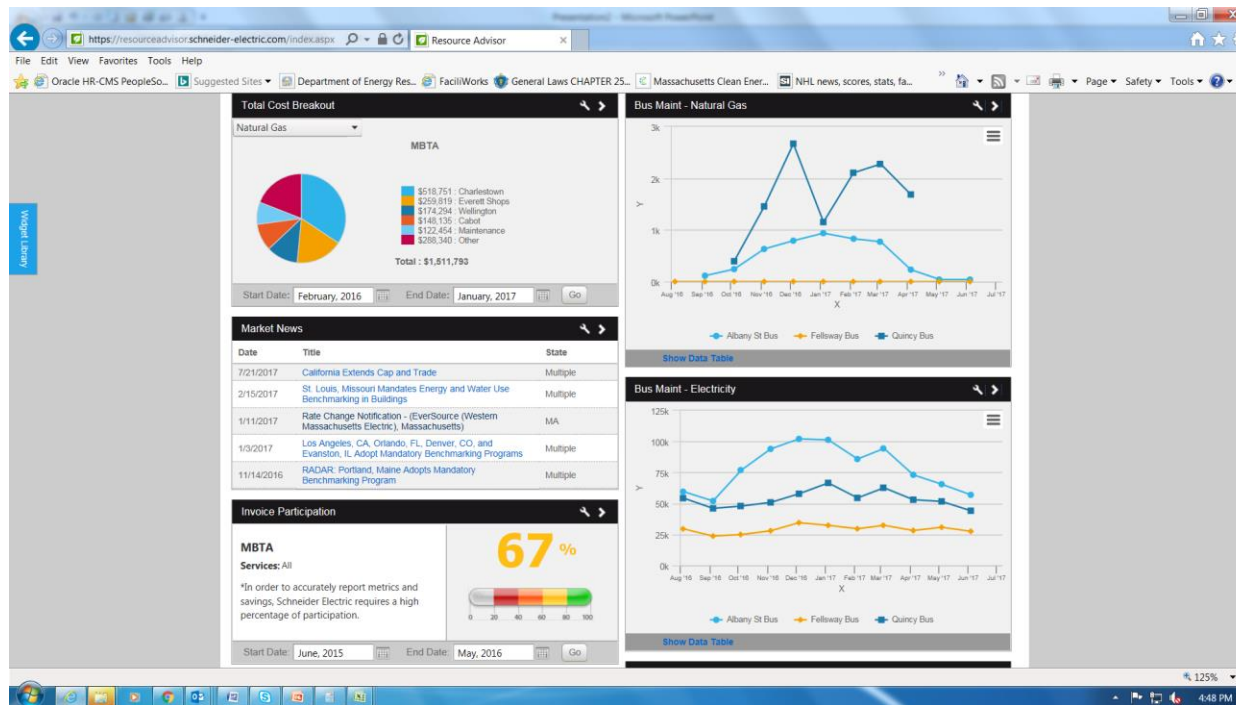 Presentation2 - Microsoft PowerPoint
https://resourceadvisor.schneider-electric.com/index.aspx
Resource Advisor
File Edit View Favorites Tools Help
Oracle HR-CMS PeopleSo... Suggested Sites Department of Energy Res... FaciliWorks General Laws CHAPTER 25... Massachusetts Clean Ener... NHL news, scores, stats, fa... » Page Safety Tools
Widget Library
Total Cost Breakout
Natural Gas
MBTA
$518,751 : Charlestown
$259,819 : Everett Shops
$174,294 : Wellington
$148,135 : Cabot
$122,454 : Maintenance
$288,340 : Other
Total : $1,511,793
Start Date: February, 2016 End Date: January, 2017 Go
Market News
Date Title State
7/21/2017 California Extends Cap and Trade Multiple
2/15/2017 St. Louis, Missouri Mandates Energy and Water Use Benchmarking in Buildings Multiple
1/11/2017 Rate Change Notification - (EverSource (Western Massachusetts Electric), Massachusetts) MA
1/3/2017 Los Angeles, CA, Orlando, FL, Denver, CO, and Evanston, IL Adopt Mandatory Benchmarking Programs Multiple
11/14/2016 RADAR: Portland, Maine Adopts Mandatory Benchmarking Program Multiple
Invoice Participation
MBTA
Services: All
*In order to accurately report metrics and
savings, Schneider Electric requires a high
percentage of participation.
67 %
0 20 40 60 80 100
Start Date: June, 2015 End Date: May, 2016 Go
Bus Maint - Natural Gas
3k
2k
1k
0k
Y
Aug '16 Sep '16 Oct '16 Nov '16 Dec '16 Jan '17 Feb '17 Mar '17 Apr '17 May '17 Jun '17 Jul '17
X
Albany St Bus Fellsway Bus Quincy Bus
Show Data Table
Bus Maint - Electricity
125k
100k
75k
50k
25k
0k
Y
Aug '16 Sep '16 Oct '16 Nov '16 Dec '16 Jan '17 Feb '17 Mar '17 Apr '17 May '17 Jun '17 Jul '17
X
Albany St Bus Fellsway Bus Quincy Bus
Show Data Table
125%
4:48 PM